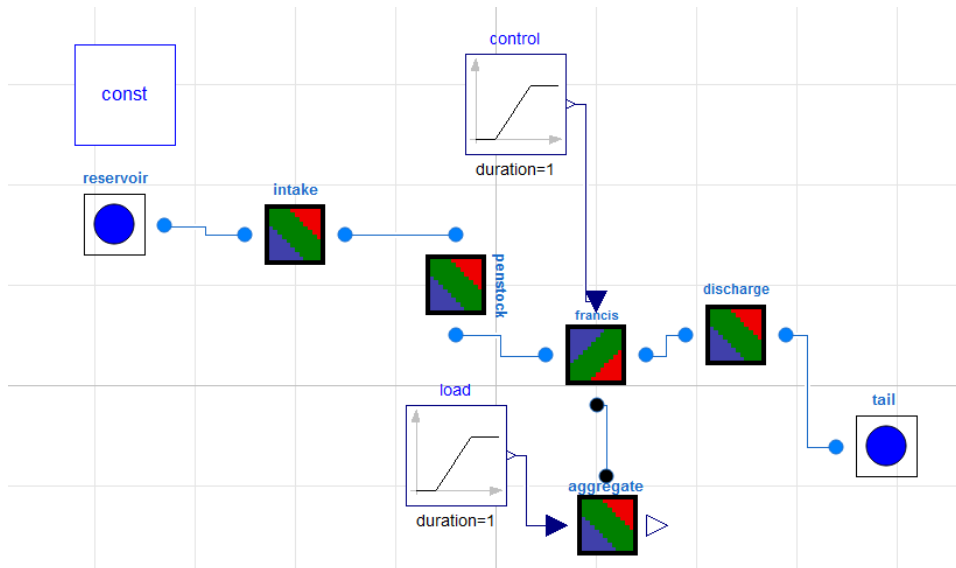 control
const
duration=1
reservoir
intake
penstock
discharge
francis
load
tail
aggregate
duration=1